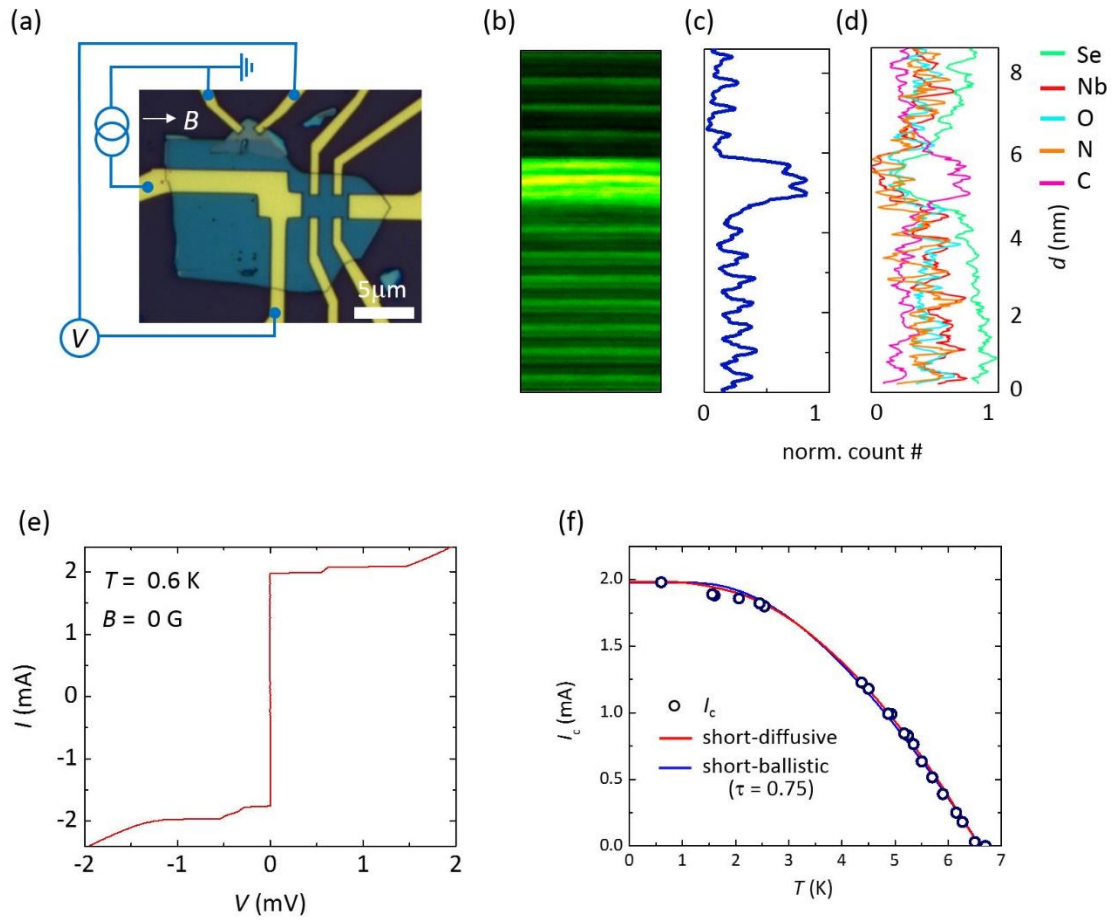 (a)
B
V
5μm
(b)
(c)
0 1
(d)
0 1
norm. count #
8
6
4
2
0
d (nm)
Se
Nb
O
N
C
(e)
T = 0.6 K
B = 0 G
2
1
0
-1
-2
I (mA)
-2 -1 0 1 2
V (mV)
(f)
2.0
1.5
1.0
0.5
0.0
I_c (mA)
I_c
short-diffusive
short-ballistic
(τ = 0.75)
0 1 2 3 4 5 6 7
T (K)